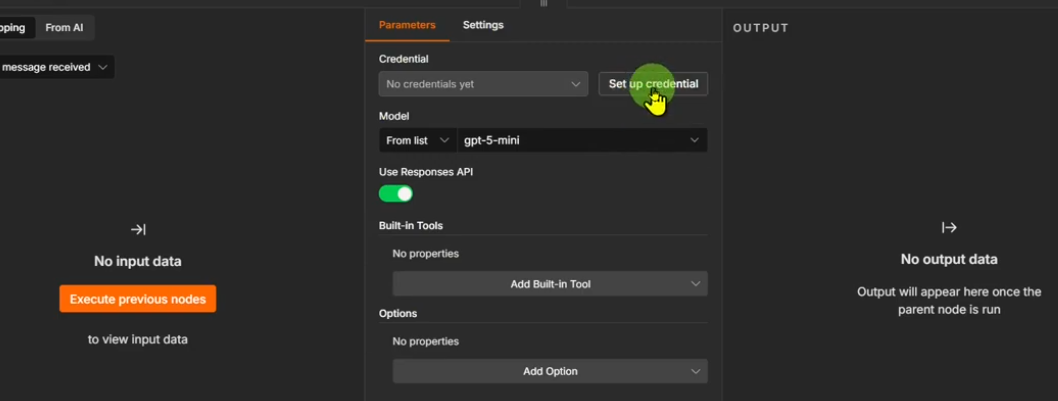 From AI
Parameters
Settings
OUTPUT
message received
Credential
No credentials yet
Set up credential
Model
From list
gpt-5-mini
Use Responses API
Built-in Tools
No properties
Add Built-in Tool
Options
No properties
Add Option
No input data
Execute previous nodes
to view input data
No output data
Output will appear here once the
parent node is run